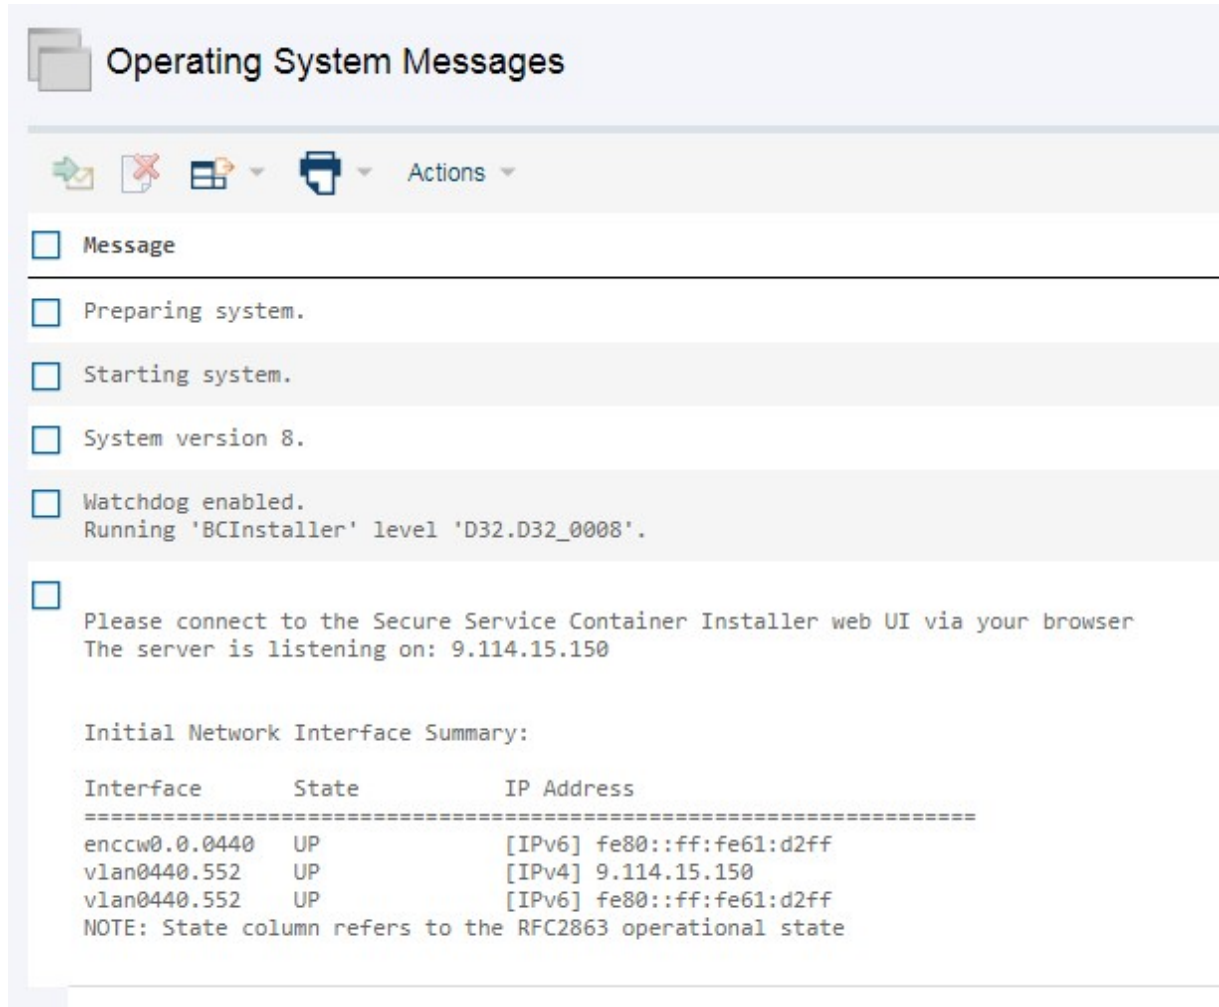 Operating System Messages
Actions
Message
Preparing system.
Starting system.
System version 8.
Watchdog enabled.
Running 'BCInstaller' level 'D32.D32_0008'.
Please connect to the Secure Service Container Installer web UI via your browser
The server is listening on: 9.114.15.150
Initial Network Interface Summary:
Interface State IP Address
====================================================================
enccw0.0.0440 UP [IPv6] fe80::ff:fe61:d2ff
vlan0440.552 UP [IPv4] 9.114.15.150
vlan0440.552 UP [IPv6] fe80::ff:fe61:d2ff
NOTE: State column refers to the RFC2863 operational state